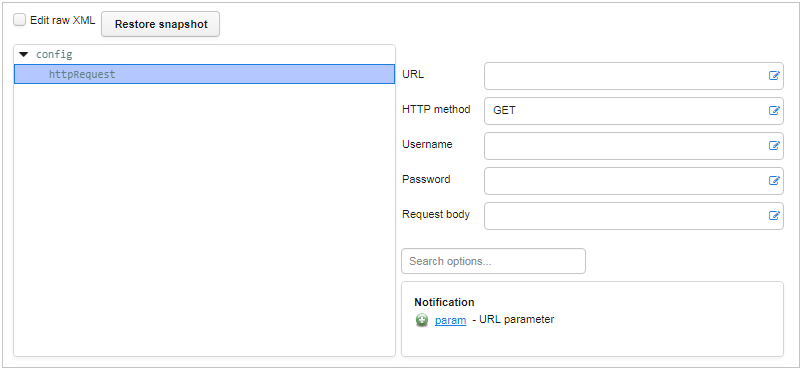 Edit raw XML Restore snapshot
config
httpRequest
URL
HTTP method GET
Username
Password
Request body
Search options...
Notification
param - URL parameter